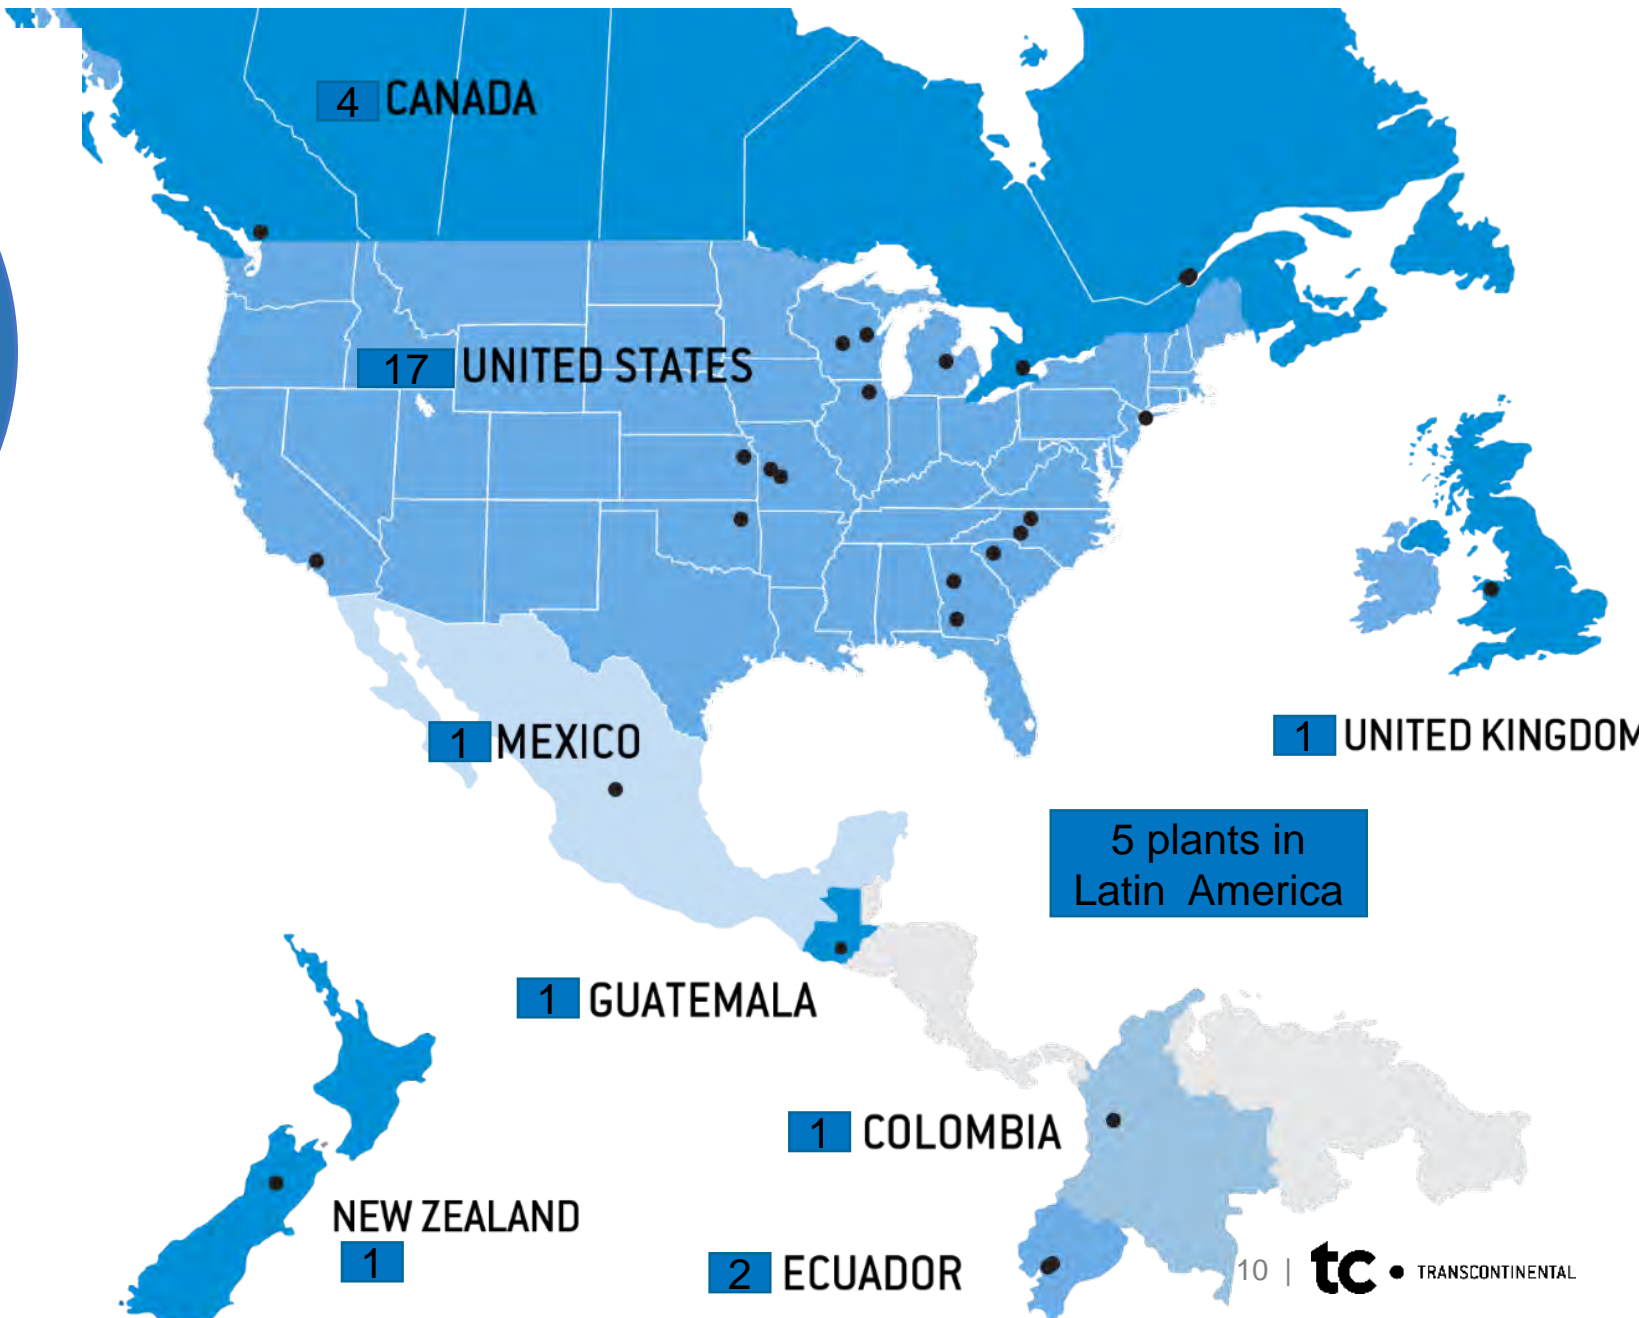 4 CANADA
17 UNITED STATES
1 MEXICO
1 UNITED KINGDOM
5 plants in
Latin America
1 GUATEMALA
1 COLOMBIA
NEW ZEALAND
1
2 ECUADOR
10 | tc • TRANSCONTINENTAL